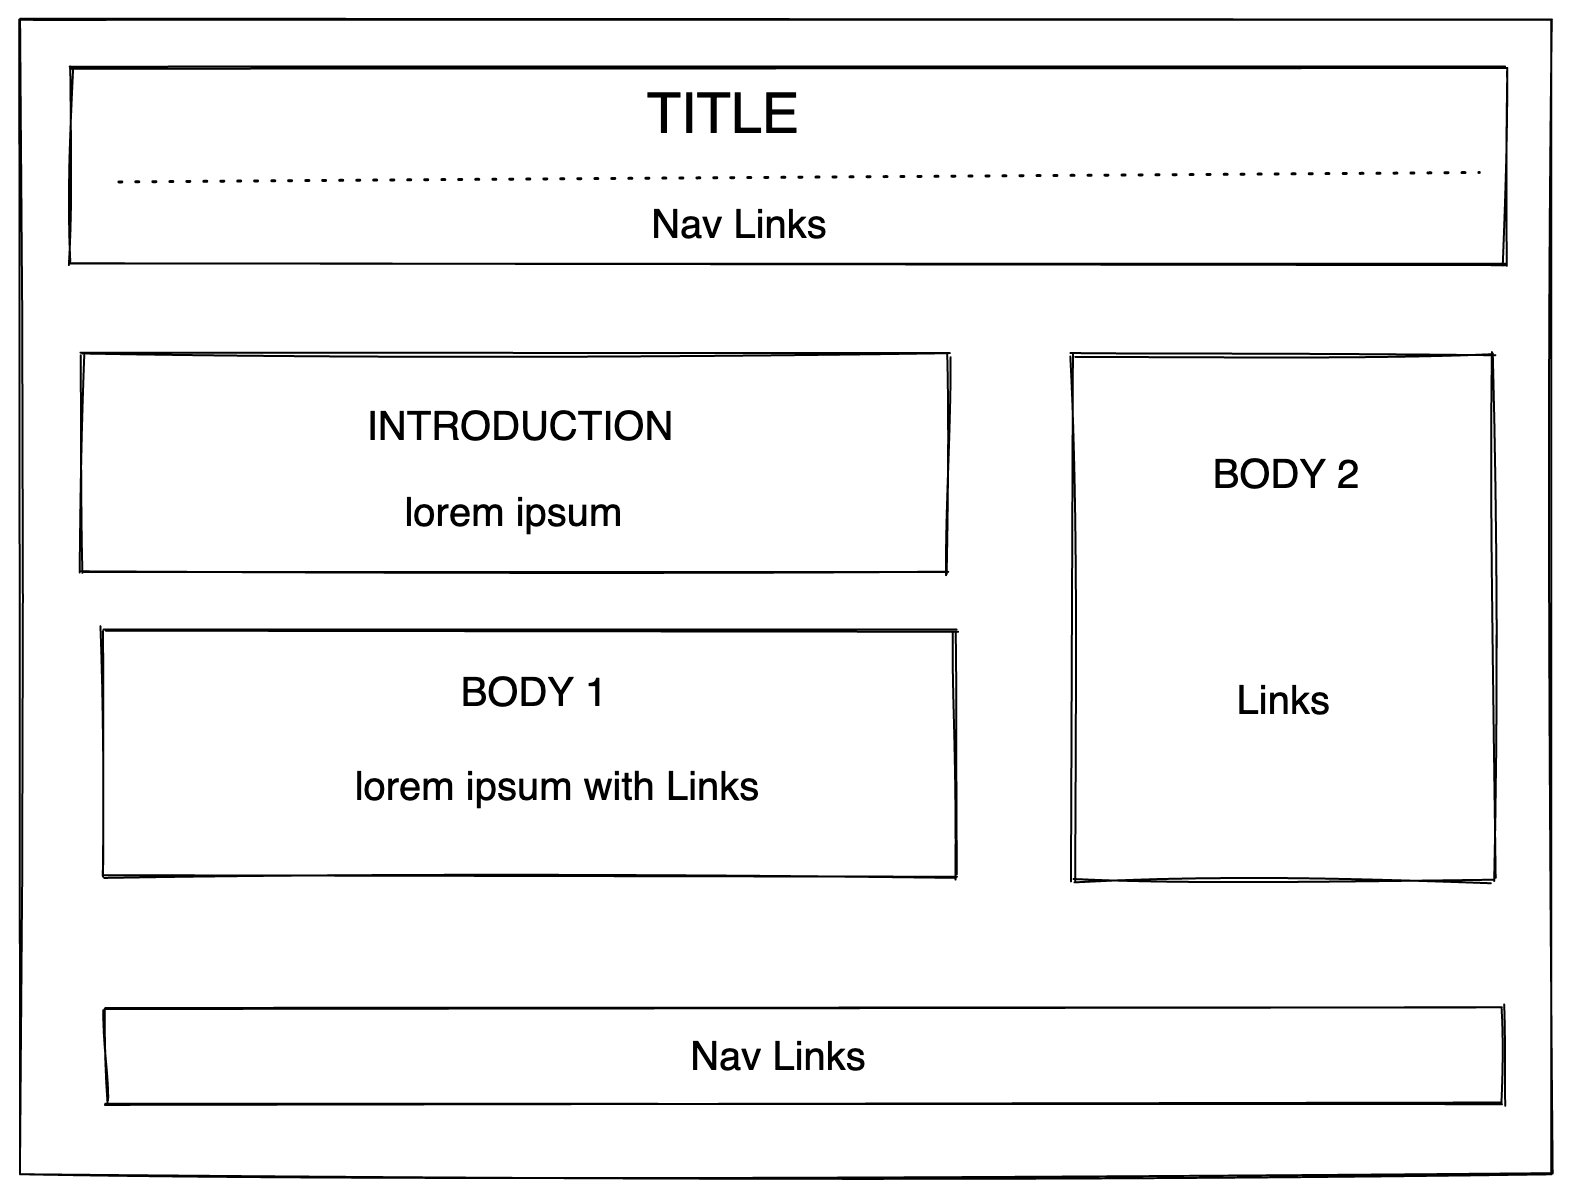 TITLE
Nav Links
INTRODUCTION
lorem ipsum
BODY 1
lorem ipsum with Links
BODY 2
Links
Nav Links